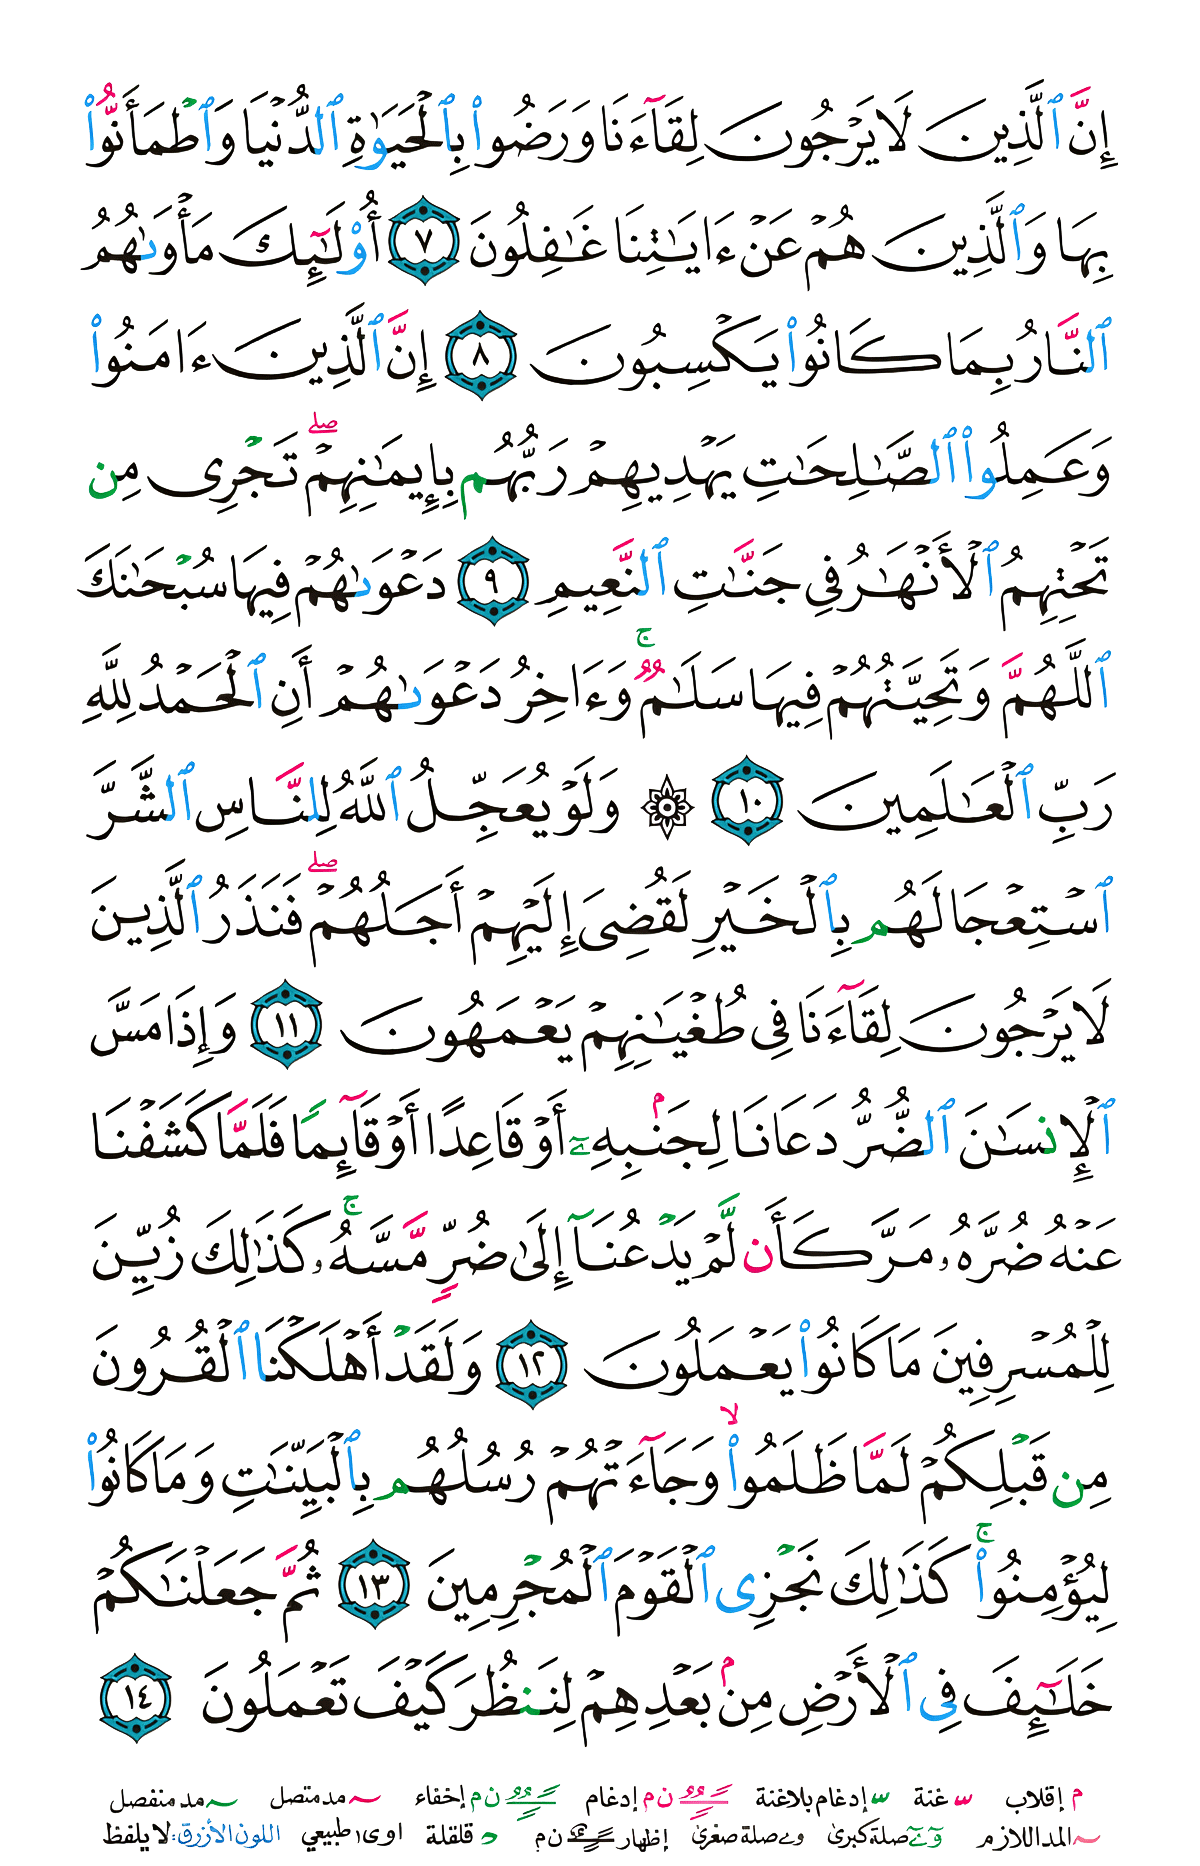 إِنَّ ٱلَّذِينَ لَا يَرْجُونَ لِقَآءَنَا وَرَضُوا۟ بِٱلْحَيَوٰةِ ٱلدُّنْيَا وَٱطْمَأَنُّوا۟
بِهَا وَٱلَّذِينَ هُمْ عَنْ ءَايَٰتِنَا غَٰفِلُونَ ٧ أُو۟لَٰٓئِكَ مَأْوَىٰهُمُ
ٱلنَّارُ بِمَا كَانُوا۟ يَكْسِبُونَ ٨ إِنَّ ٱلَّذِينَ ءَامَنُوا۟
وَعَمِلُوا۟ ٱلصَّٰلِحَٰتِ يَهْدِيهِمْ رَبُّهُم بِإِيمَٰنِهِمْ ۖ تَجْرِى مِن
تَحْتِهِمُ ٱلْأَنْهَٰرُ فِى جَنَّٰتِ ٱلنَّعِيمِ ٩ دَعْوَىٰهُمْ فِيهَا سُبْحَٰنَكَ
ٱللَّهُمَّ وَتَحِيَّتُهُمْ فِيهَا سَلَٰمٌ ۚ وَءَاخِرُ دَعْوَىٰهُمْ أَنِ ٱلْحَمْدُ لِلَّهِ
رَبِّ ٱلْعَٰلَمِينَ ١٠ ۞ وَلَوْ يُعَجِّلُ ٱللَّهُ لِلنَّاسِ ٱلشَّرَّ
ٱسْتِعْجَالَهُم بِٱلْخَيْرِ لَقُضِىَ إِلَيْهِمْ أَجَلُهُمْ ۖ فَنَذَرُ ٱلَّذِينَ
لَا يَرْجُونَ لِقَآءَنَا فِى طُغْيَٰنِهِمْ يَعْمَهُونَ ١١ وَإِذَا مَسَّ
ٱلْإِنسَٰنَ ٱلضُّرُّ دَعَانَا لِجَنۢبِهِۦٓ أَوْ قَاعِدًا أَوْ قَآئِمًا فَلَمَّا كَشَفْنَا
عَنْهُ ضُرَّهُۥ مَرَّ كَأَن لَّمْ يَدْعُنَآ إِلَىٰ ضُرٍّ مَّسَّهُۥ ۚ كَذَٰلِكَ زُيِّنَ
لِلْمُسْرِفِينَ مَا كَانُوا۟ يَعْمَلُونَ ١٢ وَلَقَدْ أَهْلَكْنَا ٱلْقُرُونَ
مِن قَبْلِكُمْ لَمَّا ظَلَمُوا۟ ۙ وَجَآءَتْهُمْ رُسُلُهُم بِٱلْبَيِّنَٰتِ وَمَا كَانُوا۟
لِيُؤْمِنُوا۟ ۚ كَذَٰلِكَ نَجْزِى ٱلْقَوْمَ ٱلْمُجْرِمِينَ ١٣ ثُمَّ جَعَلْنَٰكُمْ
خَلَٰٓئِفَ فِى ٱلْأَرْضِ مِنۢ بَعْدِهِمْ لِنَنظُرَ كَيْفَ تَعْمَلُونَ ١٤
م إقلاب غنة إدغام بلاغنة ن م إدغام ن م إخفاء مد متصل مد منفصل
المد اللازم صلة كبرى و ے صلة صغرى إظهار ن م قلقلة ا و ى طبيعي اللون الأزرق: لا يلفظ